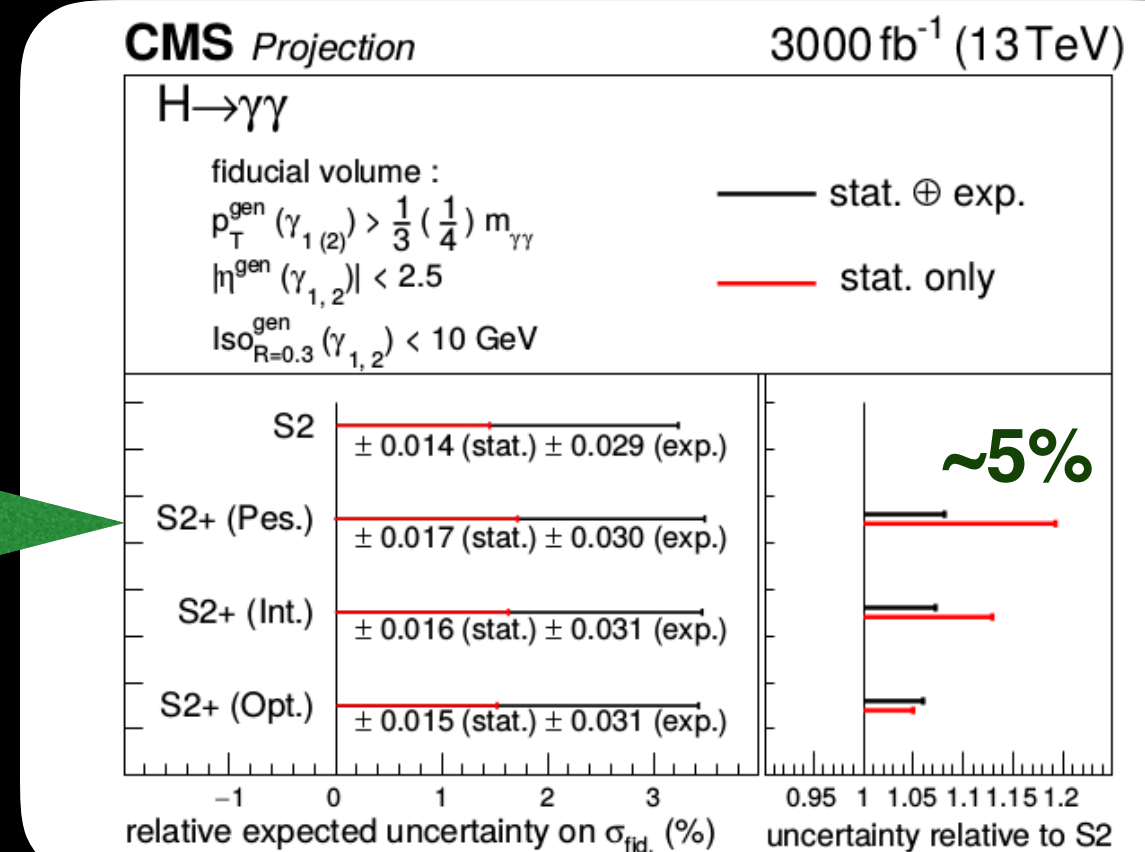 CMS Projection 3000 fb⁻¹ (13 TeV)
H→γγ
fiducial volume :
p_T^gen (γ_1 (2)) > 1/3 ( 1/4 ) m_γγ
|η^gen (γ_1, 2)| < 2.5
Iso_R=0.3^gen (γ_1, 2) < 10 GeV
stat. ⊕ exp.
stat. only
S2
± 0.014 (stat.) ± 0.029 (exp.)
S2+ (Pes.)
± 0.017 (stat.) ± 0.030 (exp.)
S2+ (Int.)
± 0.016 (stat.) ± 0.031 (exp.)
S2+ (Opt.)
± 0.015 (stat.) ± 0.031 (exp.)
~5%
−1 0 1 2 3
relative expected uncertainty on σ_fid. (%)
0.95 1 1.05 1.1 1.15 1.2
uncertainty relative to S2